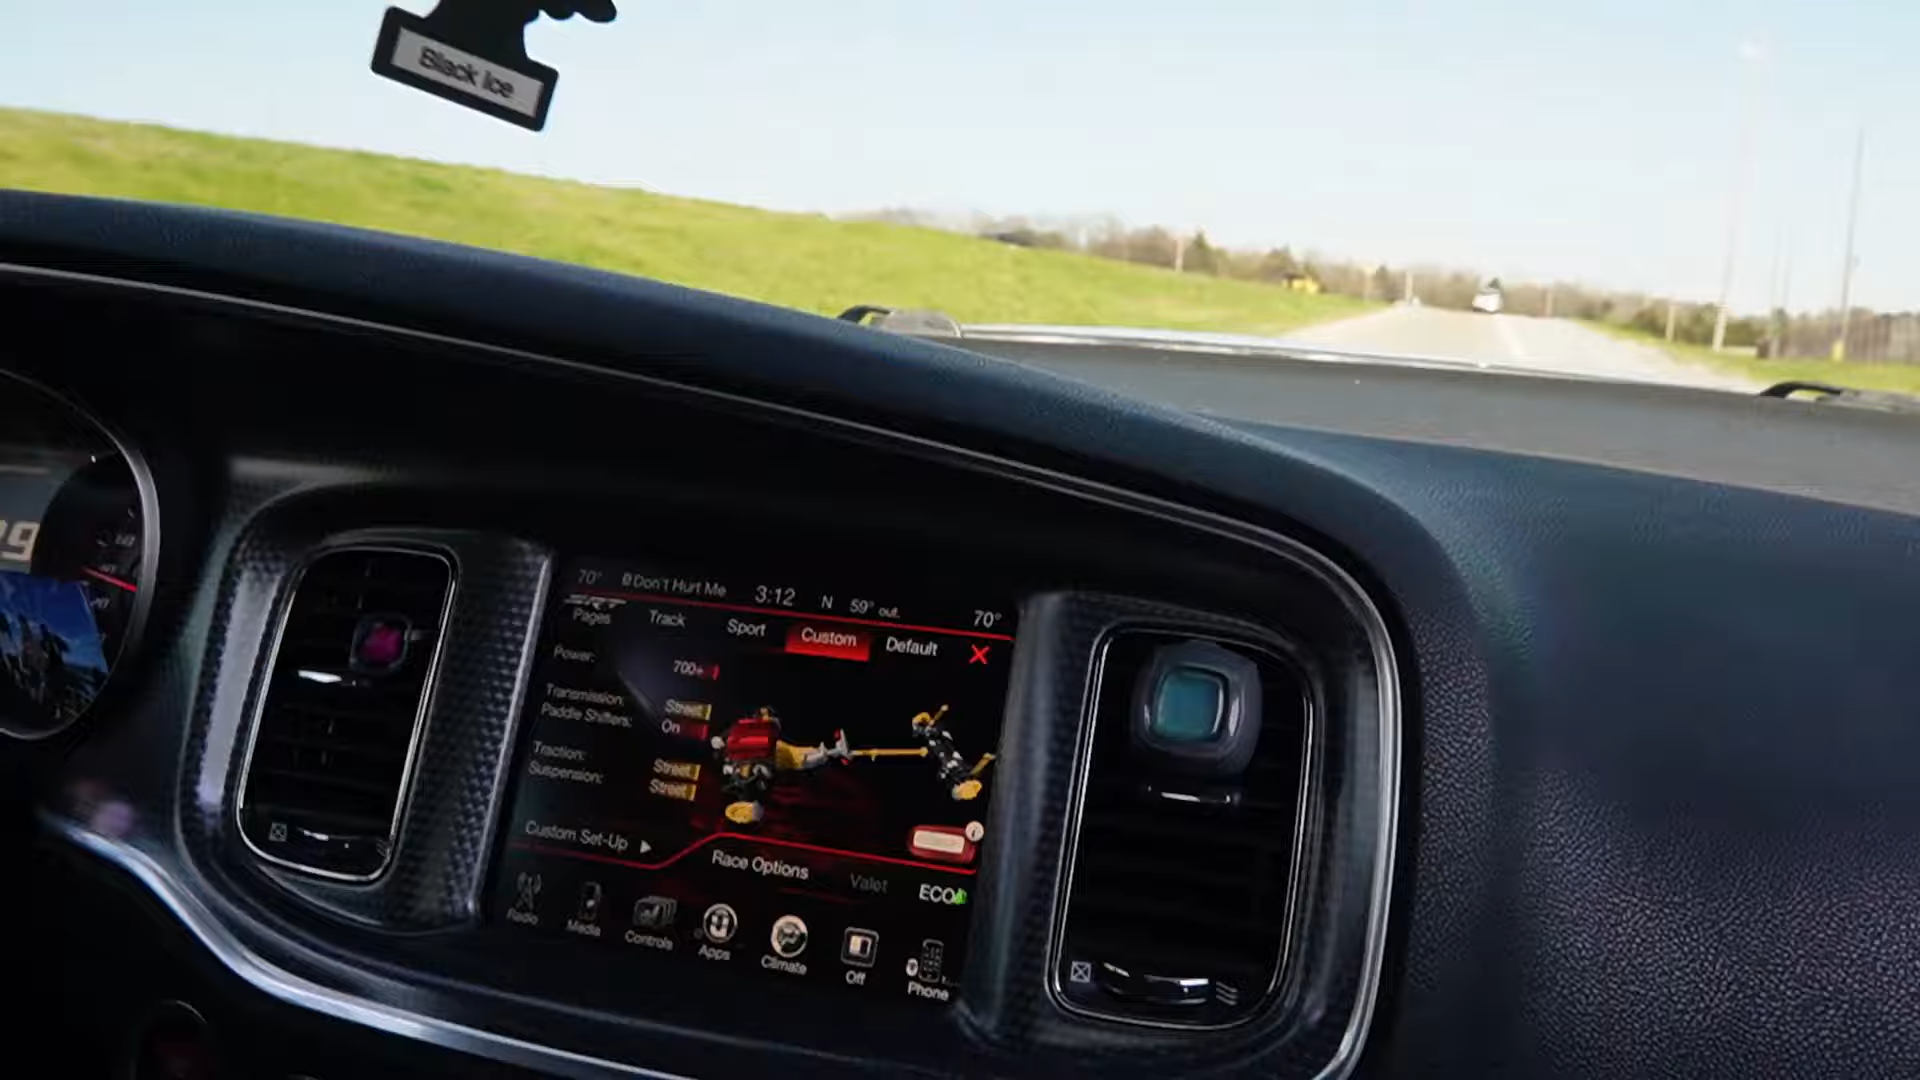 Black Ice
70° Don't Hurt Me 3:12 N 59° out. 70°
SRT
Pages Track Sport Custom Default X
Power: 700+
Transmission: Street
Paddle Shifters: On
Traction: Street
Suspension: Street
Custom Set-Up
Race Options Valet ECO
Radio Media Controls Apps Climate Off Phone